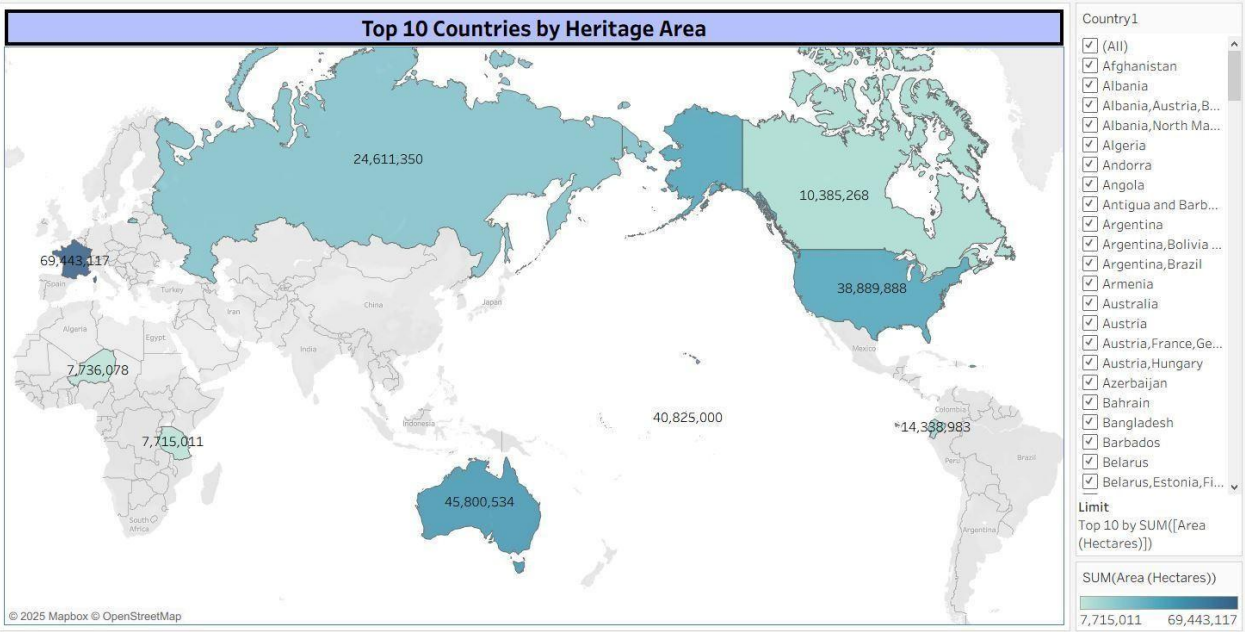 Top 10 Countries by Heritage Area
24,611,350
10,385,268
69,443,117
38,889,888
Spain
Turkey
China
Japan
Iran
Algeria
Egypt
India
Mexico
7,736,078
40,825,000
Colombia
14,338,983
Indonesia
7,715,011
Peru
Brazil
45,800,534
South
Africa
Argentina
© 2025 Mapbox © OpenStreetMap
Country1
(All)
Afghanistan
Albania
Albania,Austria,B...
Albania,North Ma...
Algeria
Andorra
Angola
Antigua and Barb...
Argentina
Argentina,Bolivia ...
Argentina,Brazil
Armenia
Australia
Austria
Austria,France,Ge...
Austria,Hungary
Azerbaijan
Bahrain
Bangladesh
Barbados
Belarus
Belarus,Estonia,Fi...
Limit
Top 10 by SUM([Area
(Hectares)])
SUM(Area (Hectares))
7,715,011 69,443,117